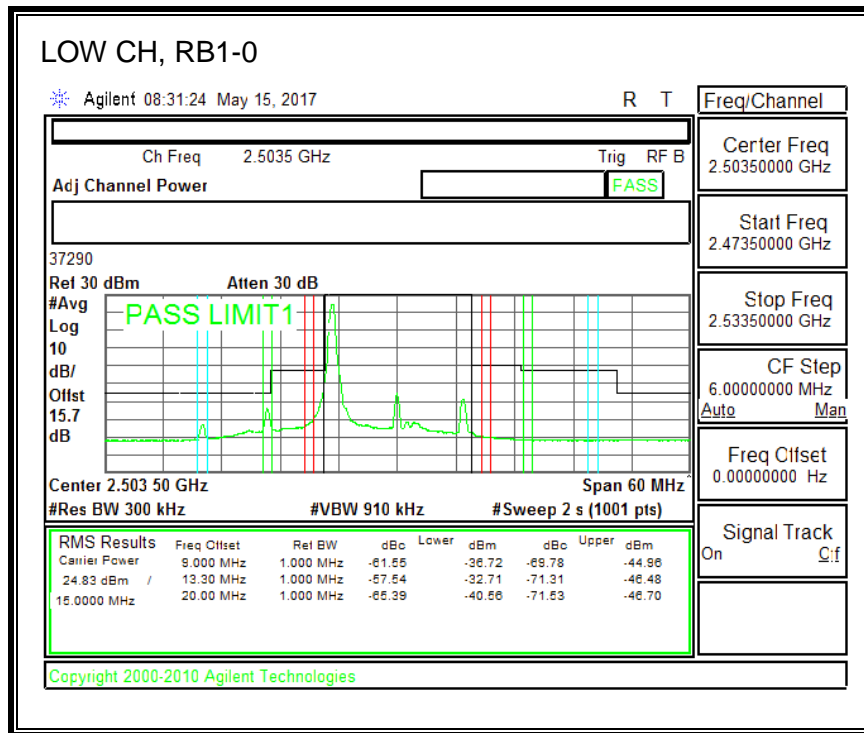 LOW CH, RB1-0
Agilent 08:31:24 May 15, 2017 R T
Freq/Channel
Ch Freq 2.5035 GHz Trig RF B
Adj Channel Power PASS
Center Freq
2.50350000 GHz
Start Freq
2.47350000 GHz
Stop Freq
2.53350000 GHz
CF Step
6.00000000 MHz
Auto Man
Freq Offset
0.00000000 Hz
Signal Track
On
37290
Ref 30 dBm Atten 30 dB
#Avg
Log
10
dB/
Offst
15.7
dB
PASS LIMIT1
Center 2.503 50 GHz Span 60 MHz
#Res BW 300 kHz #VBW 910 kHz #Sweep 2 s (1001 pts)
RMS Results Freq Offset Ref BW dBc Lower dBm dBc Upper dBm
Carrier Power 9.000 MHz 1.000 MHz -61.55 -36.72 -69.78 -44.96
24.83 dBm / 13.30 MHz 1.000 MHz -57.54 -32.71 -71.31 -46.48
15.0000 MHz 20.00 MHz 1.000 MHz -65.39 -40.56 -71.53 -46.70
Copyright 2000-2010 Agilent Technologies